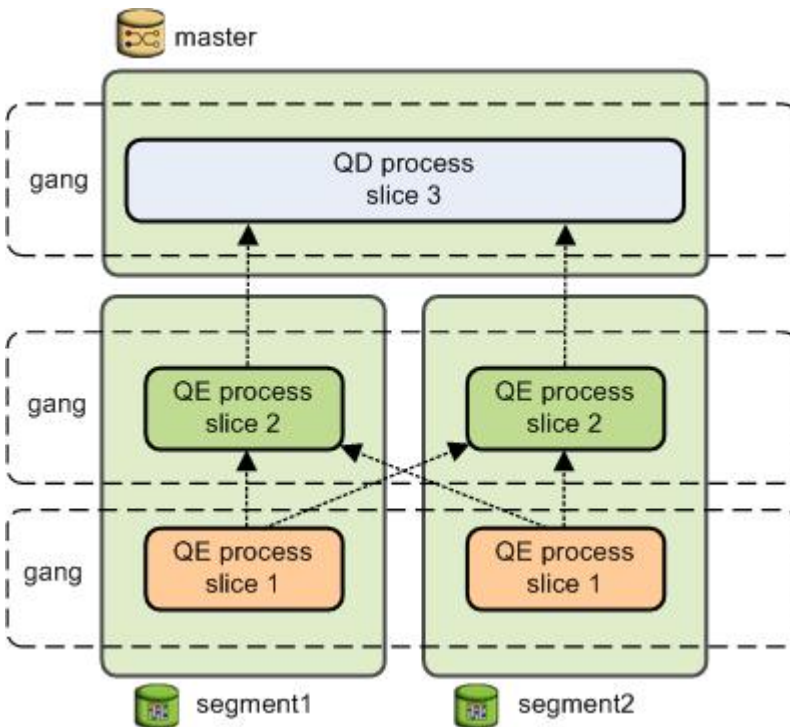 master
gang
QD process
slice 3
gang
QE process
slice 2
QE process
slice 2
gang
QE process
slice 1
QE process
slice 1
segment1
segment2